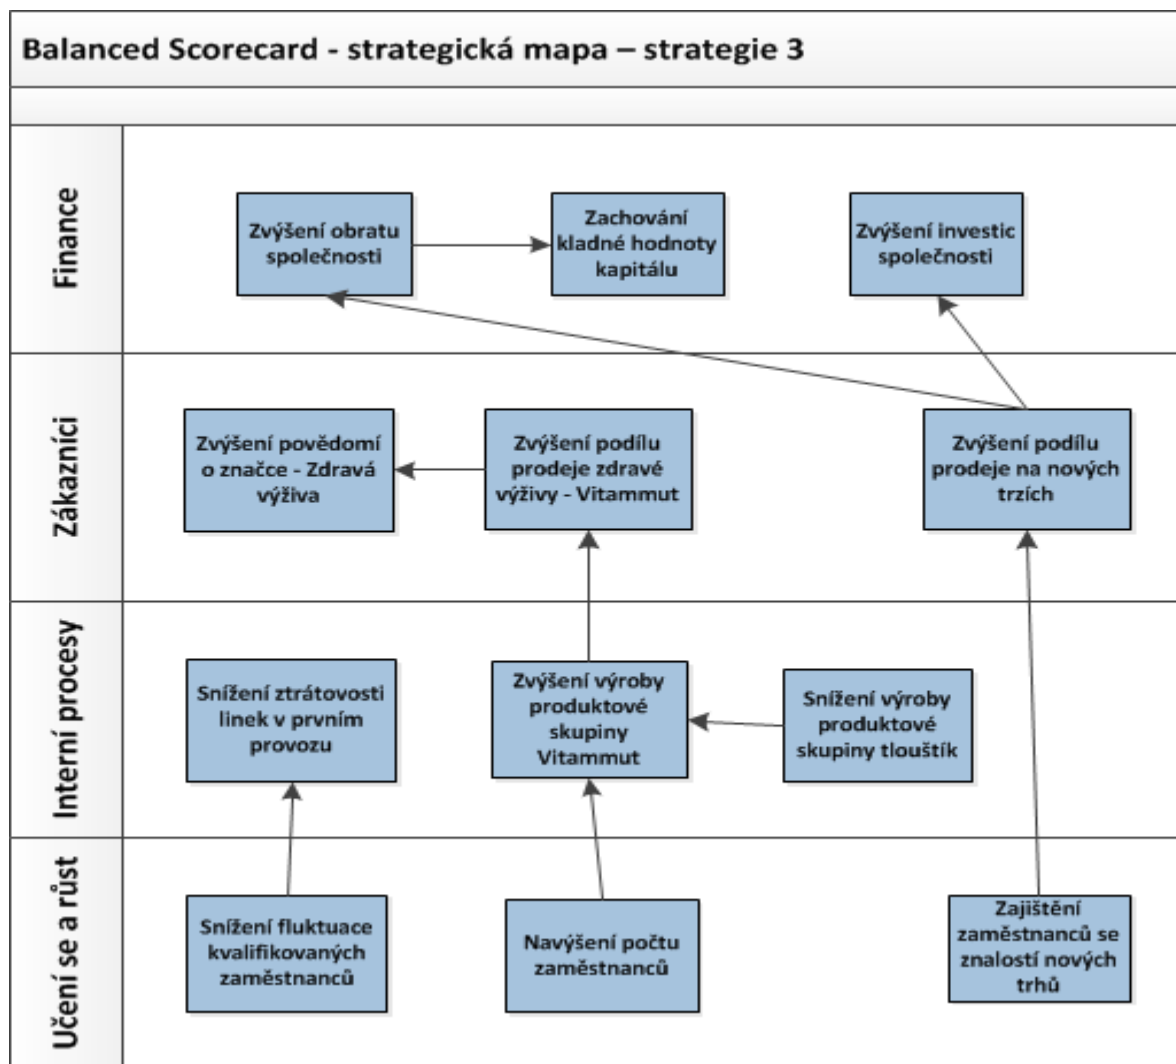 Balanced Scorecard - strategická mapa – strategie 3
Finance
Zvýšení obratu
společnosti
Zachování
kladné hodnoty
kapitálu
Zvýšení investic
společnosti
Zákazníci
Zvýšení povědomí
o značce - Zdravá
výživa
Zvýšení podílu
prodeje zdravé
výživy - Vitammut
Zvýšení podílu
prodeje na nových
trzích
Interní procesy
Snížení ztrátovosti
linek v prvním
provozu
Zvýšení výroby
produktové
skupiny
Vitammut
Snížení výroby
produktové
skupiny tlouštík
Učení se a růst
Snížení fluktuace
kvalifikovaných
zaměstnanců
Navýšení počtu
zaměstnanců
Zajištění
zaměstnanců se
znalostí nových
trhů